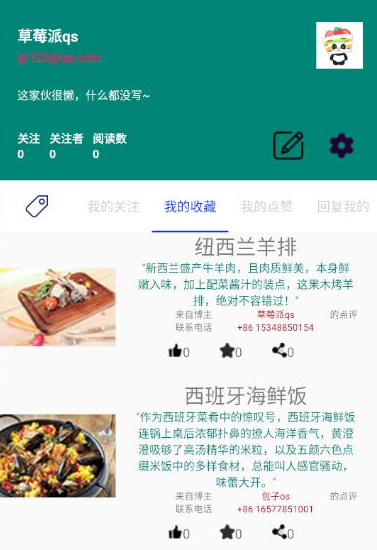 草莓派qs
@123@qq.com
这家伙很懒，什么都没写~
关注 关注者 阅读数
0 0 0
我的关注 我的收藏 我的点赞 回复我的
纽西兰羊排
"新西兰盛产牛羊肉，且肉质鲜美，本身鲜
嫩入味，加上配菜酱汁的装点，这果木烤羊
排，绝对不容错过！"
来自博主 草莓派qs 的点评
联系电话 +86 15348850154
0 0 0
西班牙海鲜饭
"作为西班牙菜肴中的惊叹号，西班牙海鲜饭
连锅上桌后浓郁扑鼻的撩人海洋香气，黄澄
澄吸够了高汤精华的米粒，以及五颜六色点
缀米饭中的多样食材，总能叫人感官骚动，
味蕾大开。"
来自博主 包子os 的点评
联系电话 +86 16577851001
0 0 0